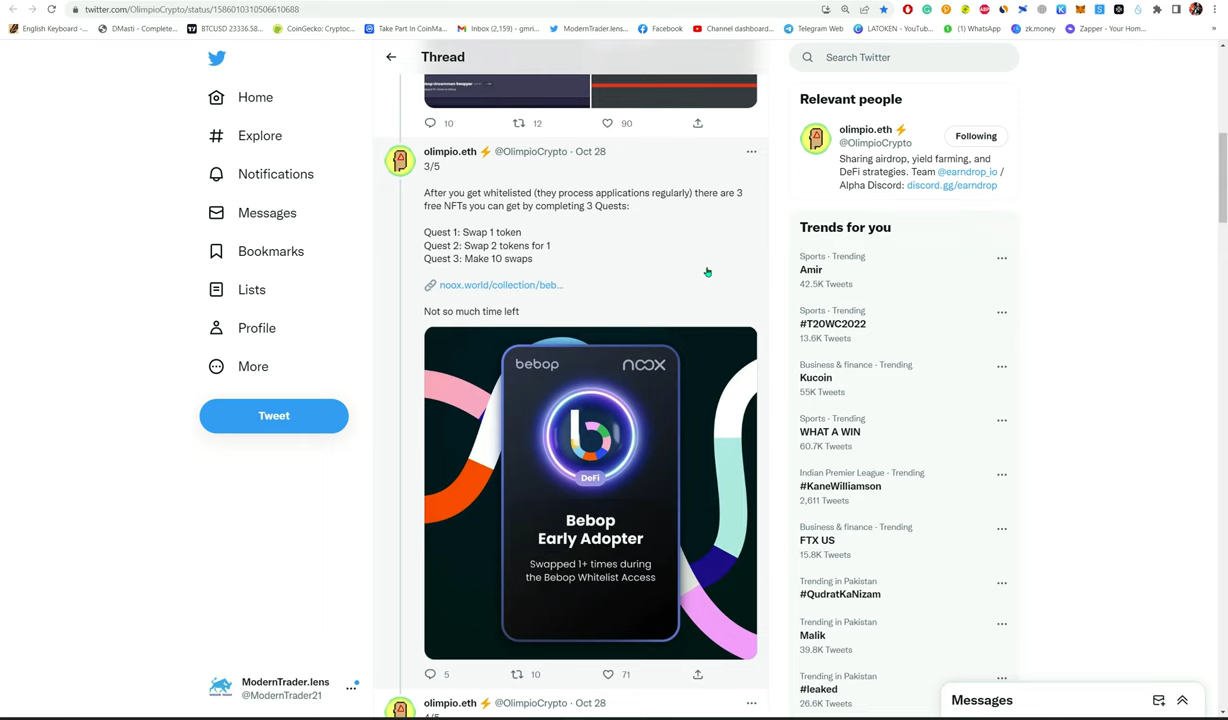 twitter.com/OlimpioCrypto/status/1586010310506610688
English Keyboard -...
DMasti - Complete...
BTCUSD 23336.58...
CoinGecko: Cryptoc...
Take Part In CoinMa...
Inbox (2,159) - gmri...
ModernTrader.lens...
Facebook
Channel dashboard...
Telegram Web
LATOKEN - YouTub...
(1) WhatsApp
zk.money
Zapper - Your Hom...
Home
Explore
Notifications
Messages
Bookmarks
Lists
Profile
More
Tweet
ModernTrader.lens
@ModernTrader21
Thread
10 12 90
olimpio.eth ⚡ @OlimpioCrypto · Oct 28
3/5
After you get whitelisted (they process applications regularly) there are 3
free NFTs you can get by completing 3 Quests:
Quest 1: Swap 1 token
Quest 2: Swap 2 tokens for 1
Quest 3: Make 10 swaps
🔗 noox.world/collection/beb...
Not so much time left
bebop noox
b
DeFi
Bebop
Early Adopter
Swapped 1+ times during
the Bebop Whitelist Access
5 10 71
olimpio.eth ⚡ @OlimpioCrypto · Oct 28
4/5
Search Twitter
Relevant people
olimpio.eth ⚡
@OlimpioCrypto
Following
Sharing airdrop, yield farming, and
DeFi strategies. Team @earndrop_io /
Alpha Discord: discord.gg/earndrop
Trends for you
Sports · Trending
Amir
42.5K Tweets
Sports · Trending
#T20WC2022
13.6K Tweets
Business & finance · Trending
Kucoin
55K Tweets
Sports · Trending
WHAT A WIN
60.7K Tweets
Indian Premier League · Trending
#KaneWilliamson
2,611 Tweets
Business & finance · Trending
FTX US
15.8K Tweets
Trending in Pakistan
#QudratKaNizam
Trending in Pakistan
Malik
39.8K Tweets
Trending in Pakistan
#leaked
26.6K Tweets
Messages